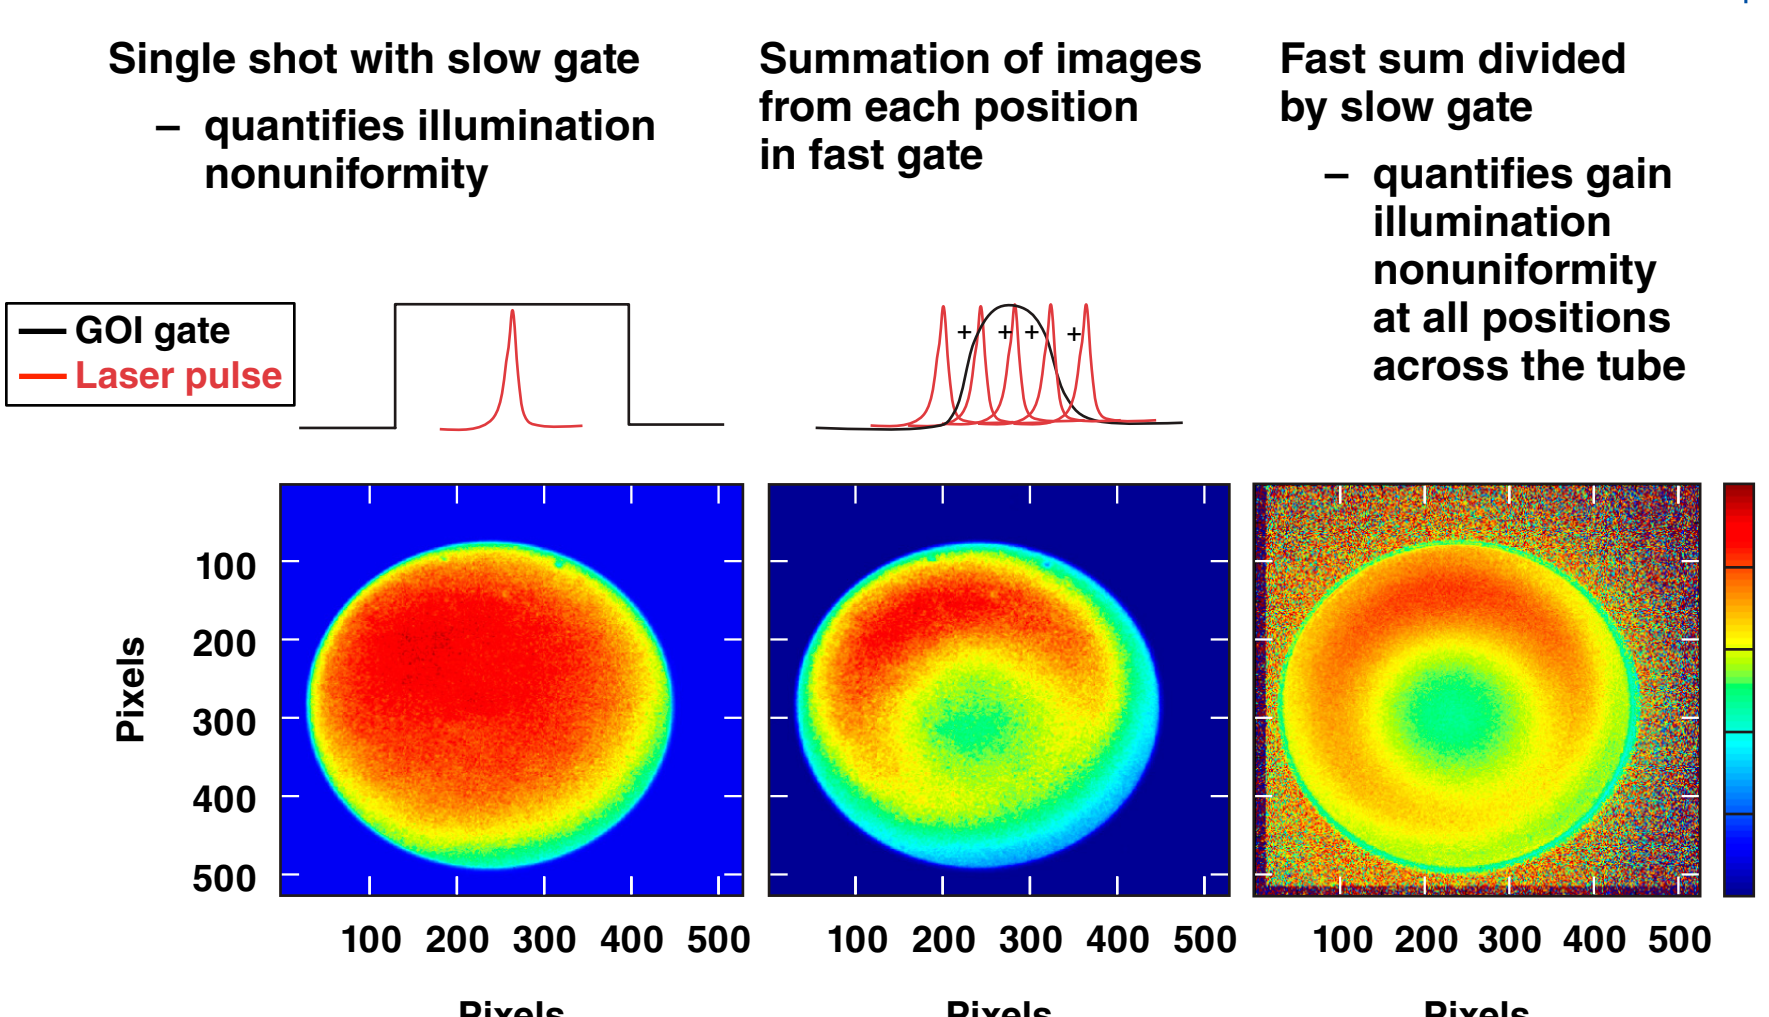 Single shot with slow gate
– quantifies illumination
nonuniformity
Summation of images
from each position
in fast gate
Fast sum divided
by slow gate
– quantifies gain
illumination
nonuniformity
at all positions
across the tube
GOI gate
Laser pulse
+ + + +
Pixels
100
200
300
400
500
100 200 300 400 500
100 200 300 400 500
100 200 300 400 500
Pixels
Pixels
Pixels